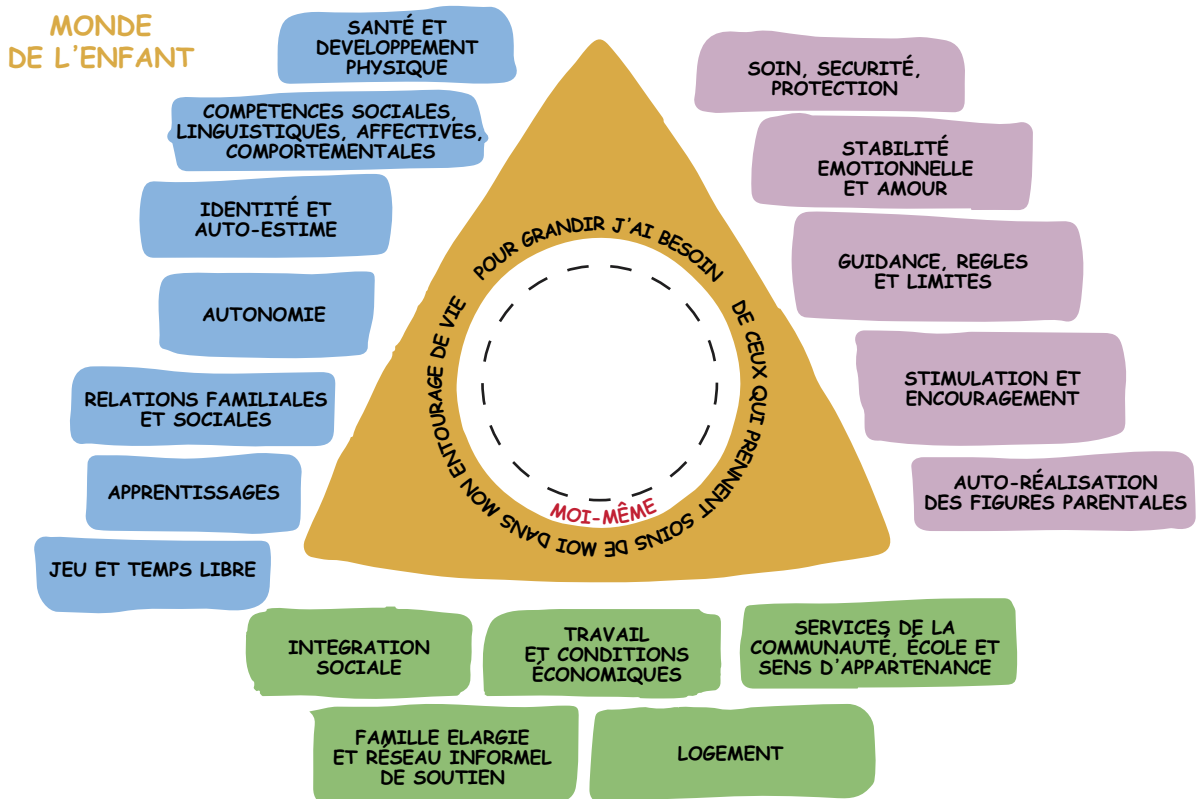 MONDE
DE L'ENFANT
SANTÉ ET
DEVELOPPEMENT
PHYSIQUE
COMPETENCES SOCIALES,
LINGUISTIQUES, AFFECTIVES,
COMPORTEMENTALES
IDENTITÉ ET
AUTO-ESTIME
AUTONOMIE
RELATIONS FAMILIALES
ET SOCIALES
APPRENTISSAGES
JEU ET TEMPS LIBRE
POUR GRANDIR J'AI BESOIN
DE CEUX QUI PRENNENT SOINS DE MOI DANS MON ENTOURAGE DE VIE
MOI-MÊME
SOIN, SECURITÉ,
PROTECTION
STABILITÉ
EMOTIONNELLE
ET AMOUR
GUIDANCE, REGLES
ET LIMITES
STIMULATION ET
ENCOURAGEMENT
AUTO-RÉALISATION
DES FIGURES PARENTALES
INTEGRATION
SOCIALE
TRAVAIL
ET CONDITIONS
ÉCONOMIQUES
SERVICES DE LA
COMMUNAUTÉ, ÉCOLE ET
SENS D'APPARTENANCE
FAMILLE ELARGIE
ET RÉSEAU INFORMEL
DE SOUTIEN
LOGEMENT